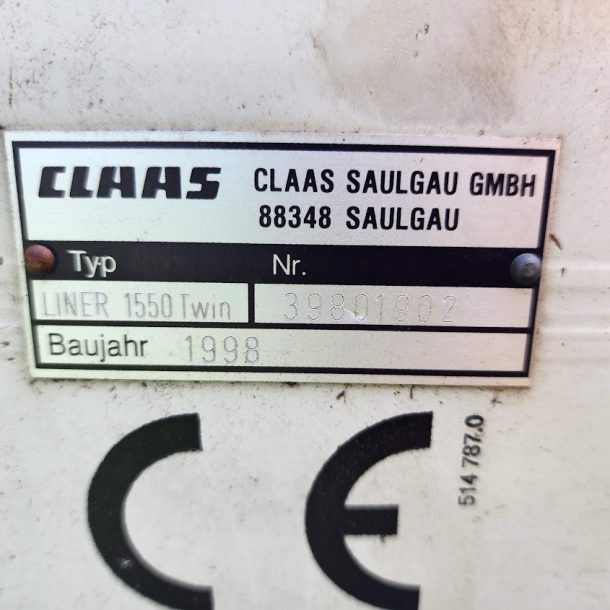 CLAAS CLAAS SAULGAU GMBH
88348 SAULGAU
Typ Nr.
LINER 1550 Twin 39801902
Baujahr 1998
CE
514 787.0